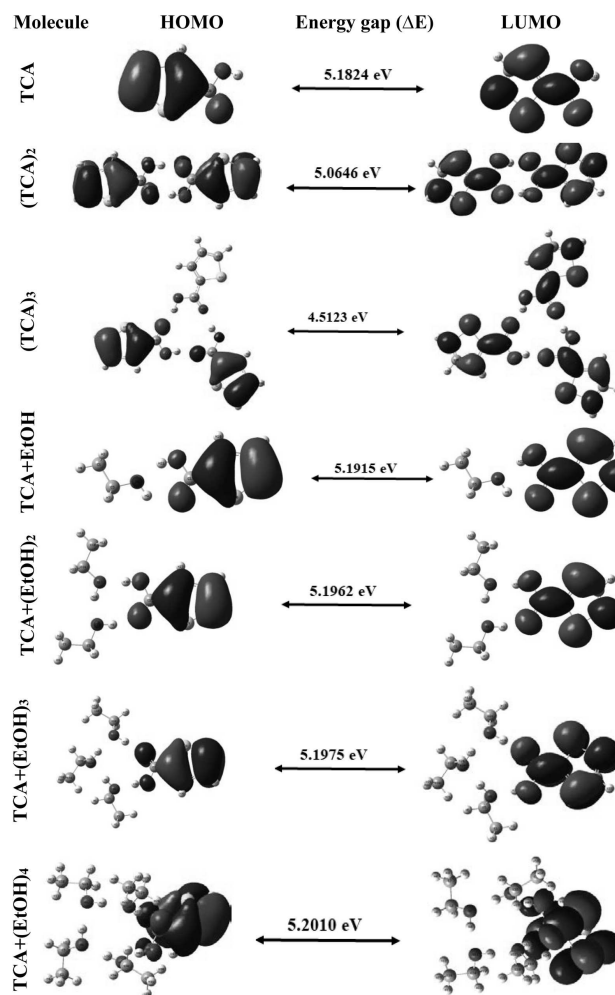 Molecule HOMO Energy gap (ΔE) LUMO
TCA 5.1824 eV
(TCA)₂ 5.0646 eV
(TCA)₃ 4.5123 eV
TCA+EtOH 5.1915 eV
TCA+(EtOH)₂ 5.1962 eV
TCA+(EtOH)₃ 5.1975 eV
TCA+(EtOH)₄ 5.2010 eV